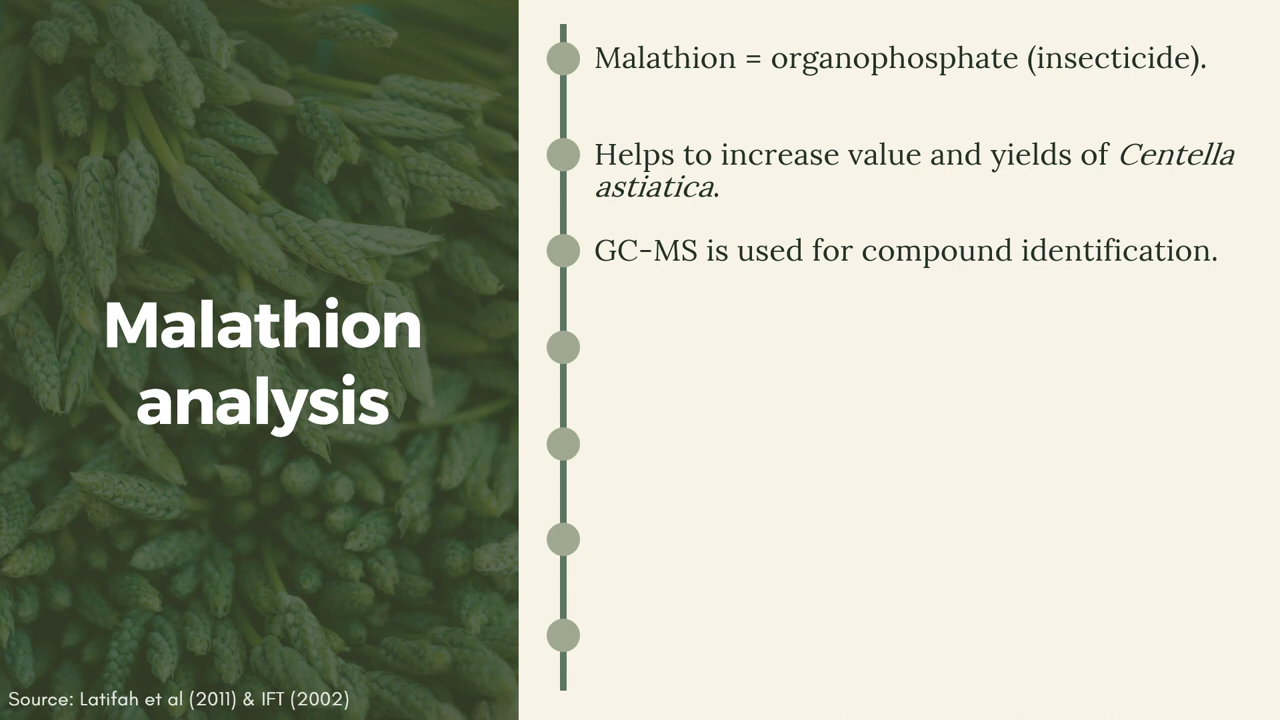 Malathion
analysis
Source: Latifah et al (2011) & IFT (2002)
Malathion = organophosphate (insecticide).
Helps to increase value and yields of Centella
astiatica.
GC-MS is used for compound identification.